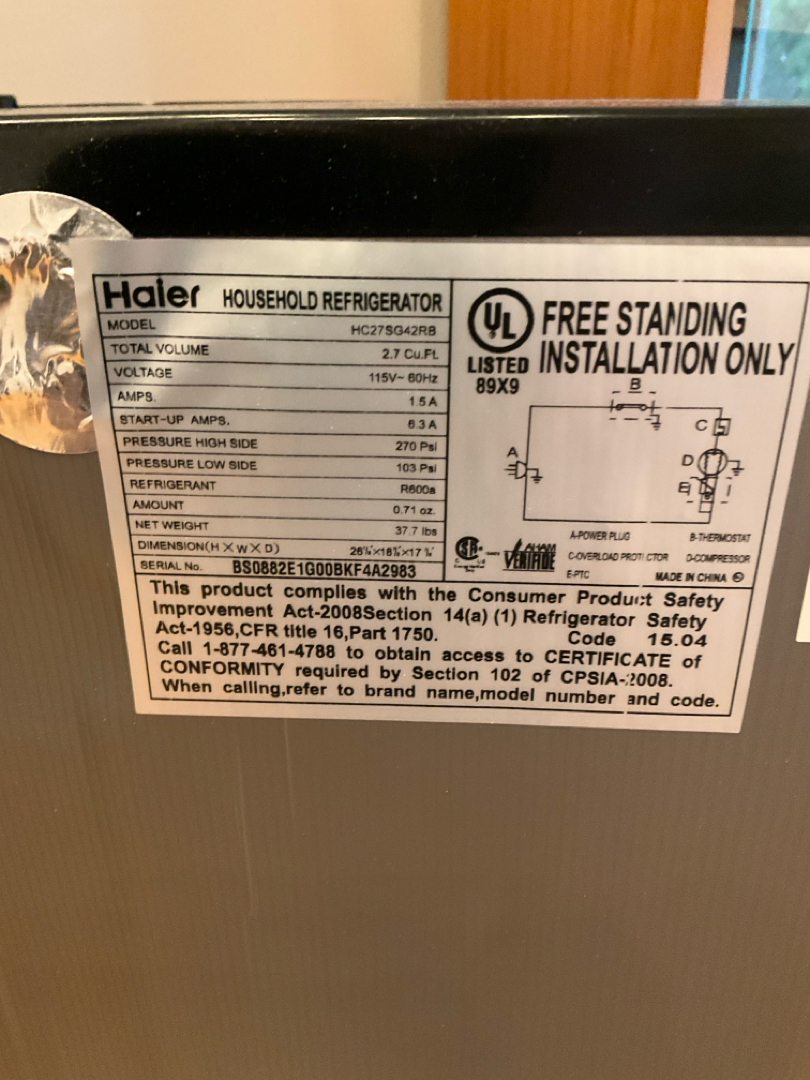 Haier HOUSEHOLD REFRIGERATOR
MODEL HC27SG42RB
TOTAL VOLUME 2.7 Cu.Ft.
VOLTAGE 115V~ 60Hz
AMPS. 1.5 A
START-UP AMPS. 6.3 A
PRESSURE HIGH SIDE 270 Psi
PRESSURE LOW SIDE 103 Psi
REFRIGERANT R600a
AMOUNT 0.71 oz.
NET WEIGHT 37.7 lbs
DIMENSION(H X W X D)
SERIAL No. BS0882E1G00BKF4A2983
UL
LISTED
89X9
FREE STANDING
INSTALLATION ONLY
B
C
A
D
E
AHAM
A-POWER PLUG B-THERMOSTAT
C-OVERLOAD PROTECTOR D-COMPRESSOR
E-PTC MADE IN CHINA
This product complies with the Consumer Product Safety
Improvement Act-2008Section 14(a) (1) Refrigerator Safety
Act-1956,CFR title 16,Part 1750. Code 15.04
Call 1-877-461-4788 to obtain access to CERTIFICATE of
CONFORMITY required by Section 102 of CPSIA-2008.
When calling,refer to brand name,model number and code.